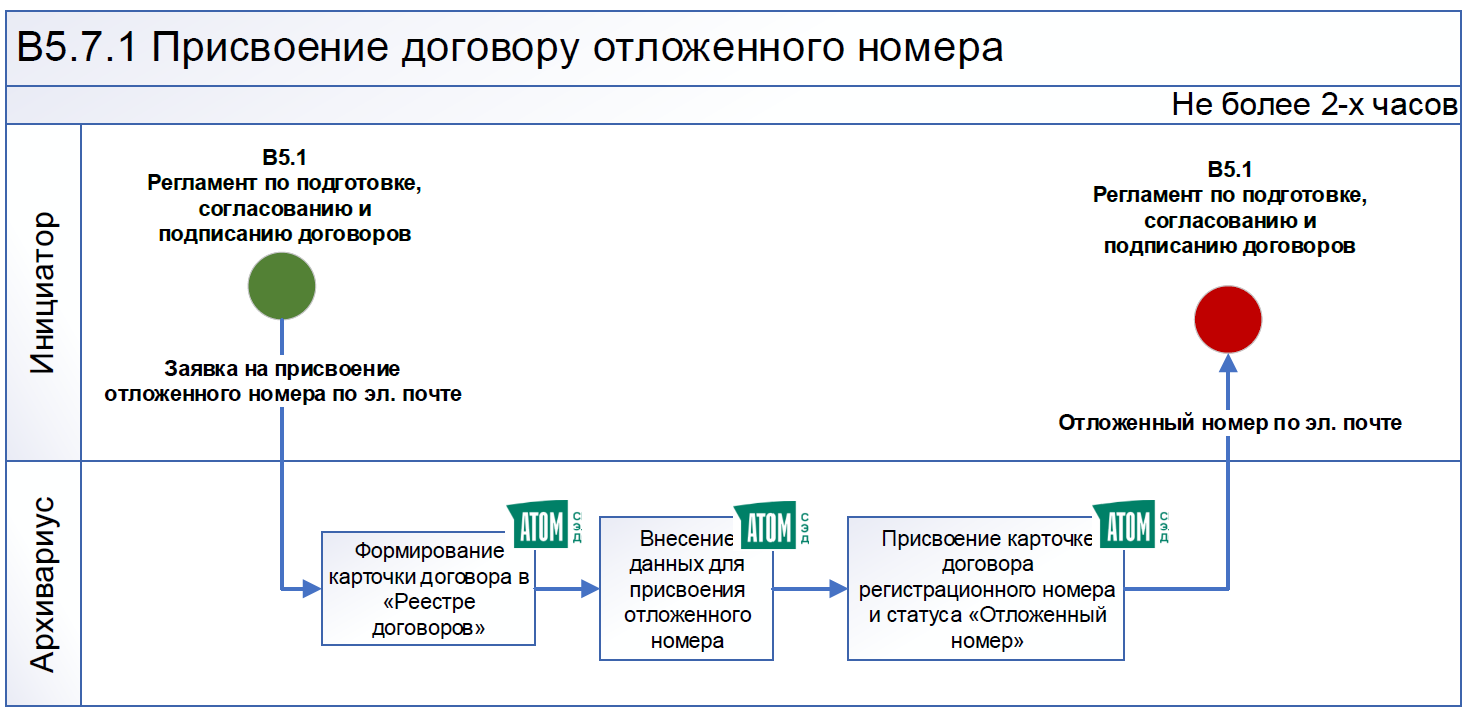 В5.7.1 Присвоение договору отложенного номера
Не более 2-х часов
Инициатор
В5.1
Регламент по подготовке,
согласованию и
подписанию договоров
Заявка на присвоение
отложенного номера по эл. почте
В5.1
Регламент по подготовке,
согласованию и
подписанию договоров
Отложенный номер по эл. почте
Архивариус
АТОМ
СЭД
Формирование
карточки договора в
«Реестре
договоров»
АТОМ
СЭД
Внесение
данных для
присвоения
отложенного
номера
АТОМ
СЭД
Присвоение карточке
договора
регистрационного номера
и статуса «Отложенный
номер»